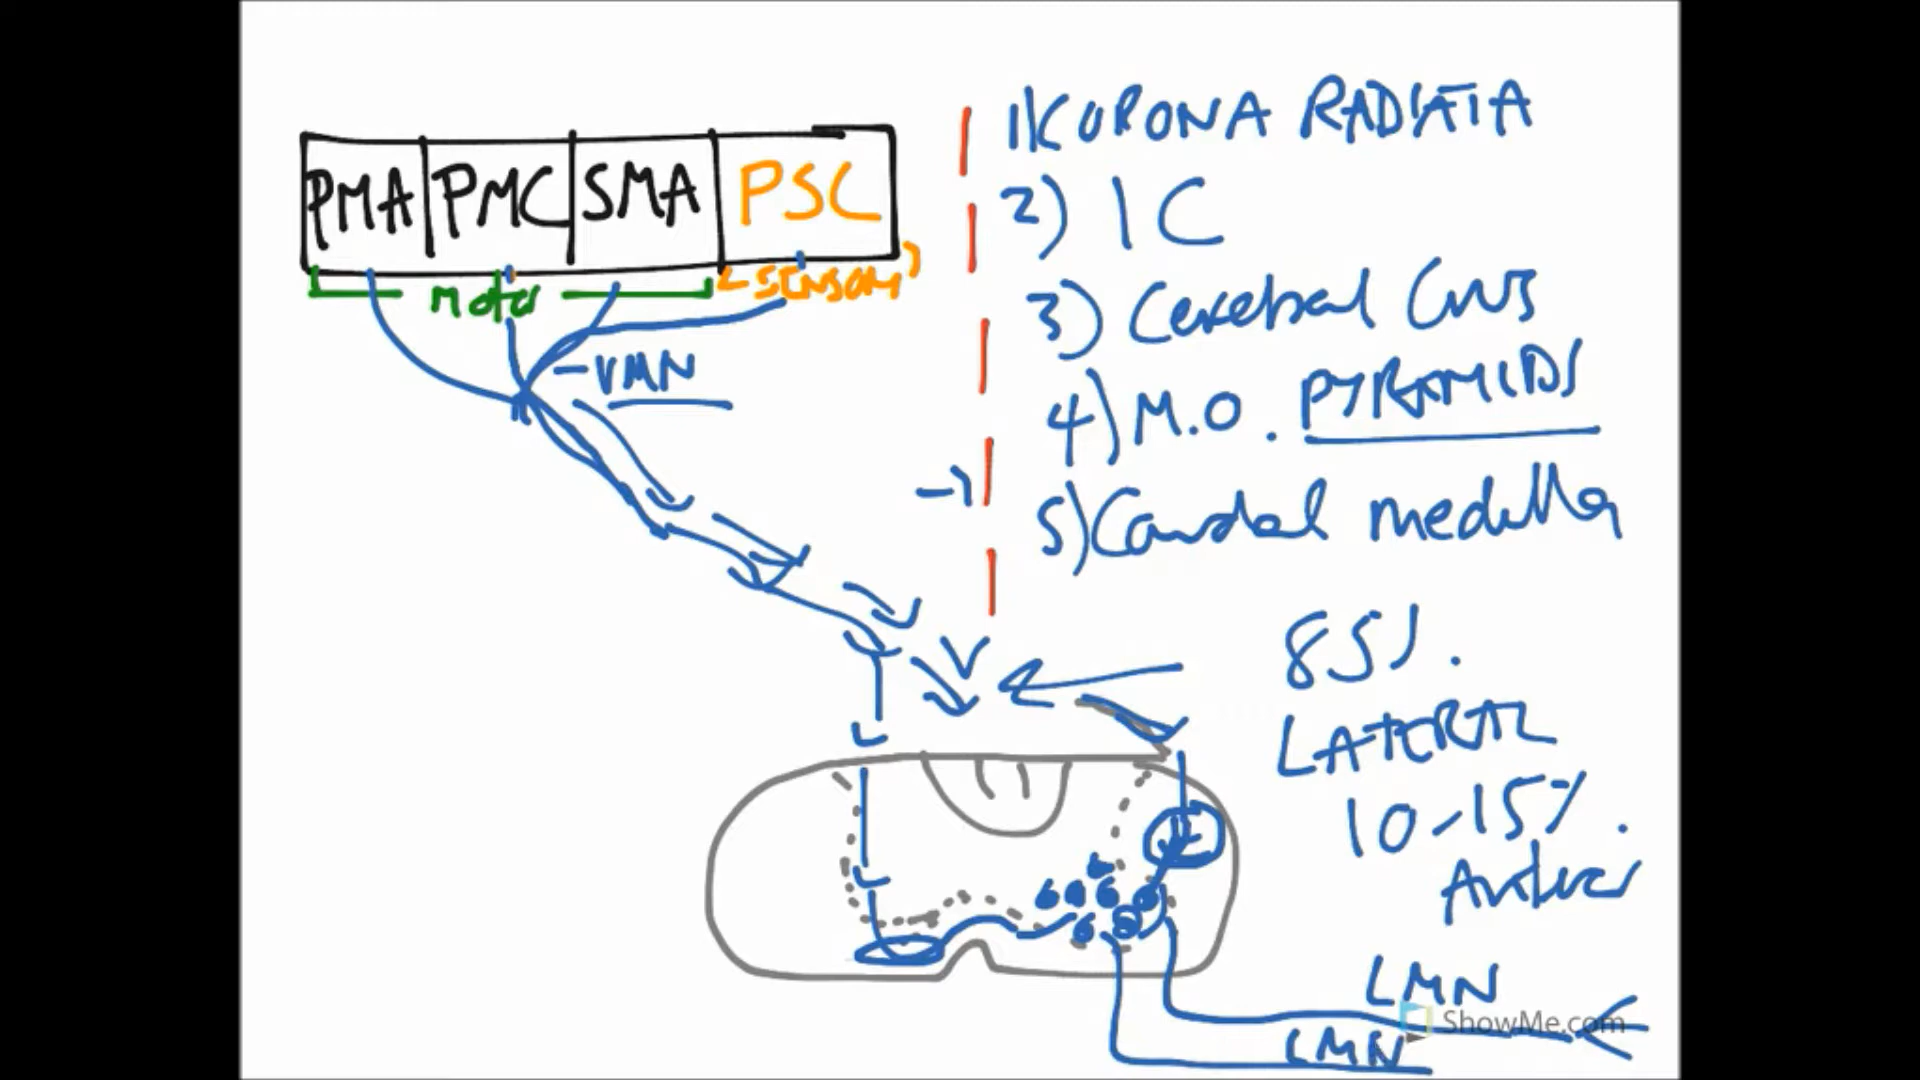 PMA PMC SMA PSC
Motor
SENSORY
UMN
1) CORONA RADIATA
2) IC
3) Cerebral Crus
4) M.O. PYRAMIDS
5) Caudal medulla
85%.
LATERAL
10-15%.
LMN
ShowMe.com
LMN